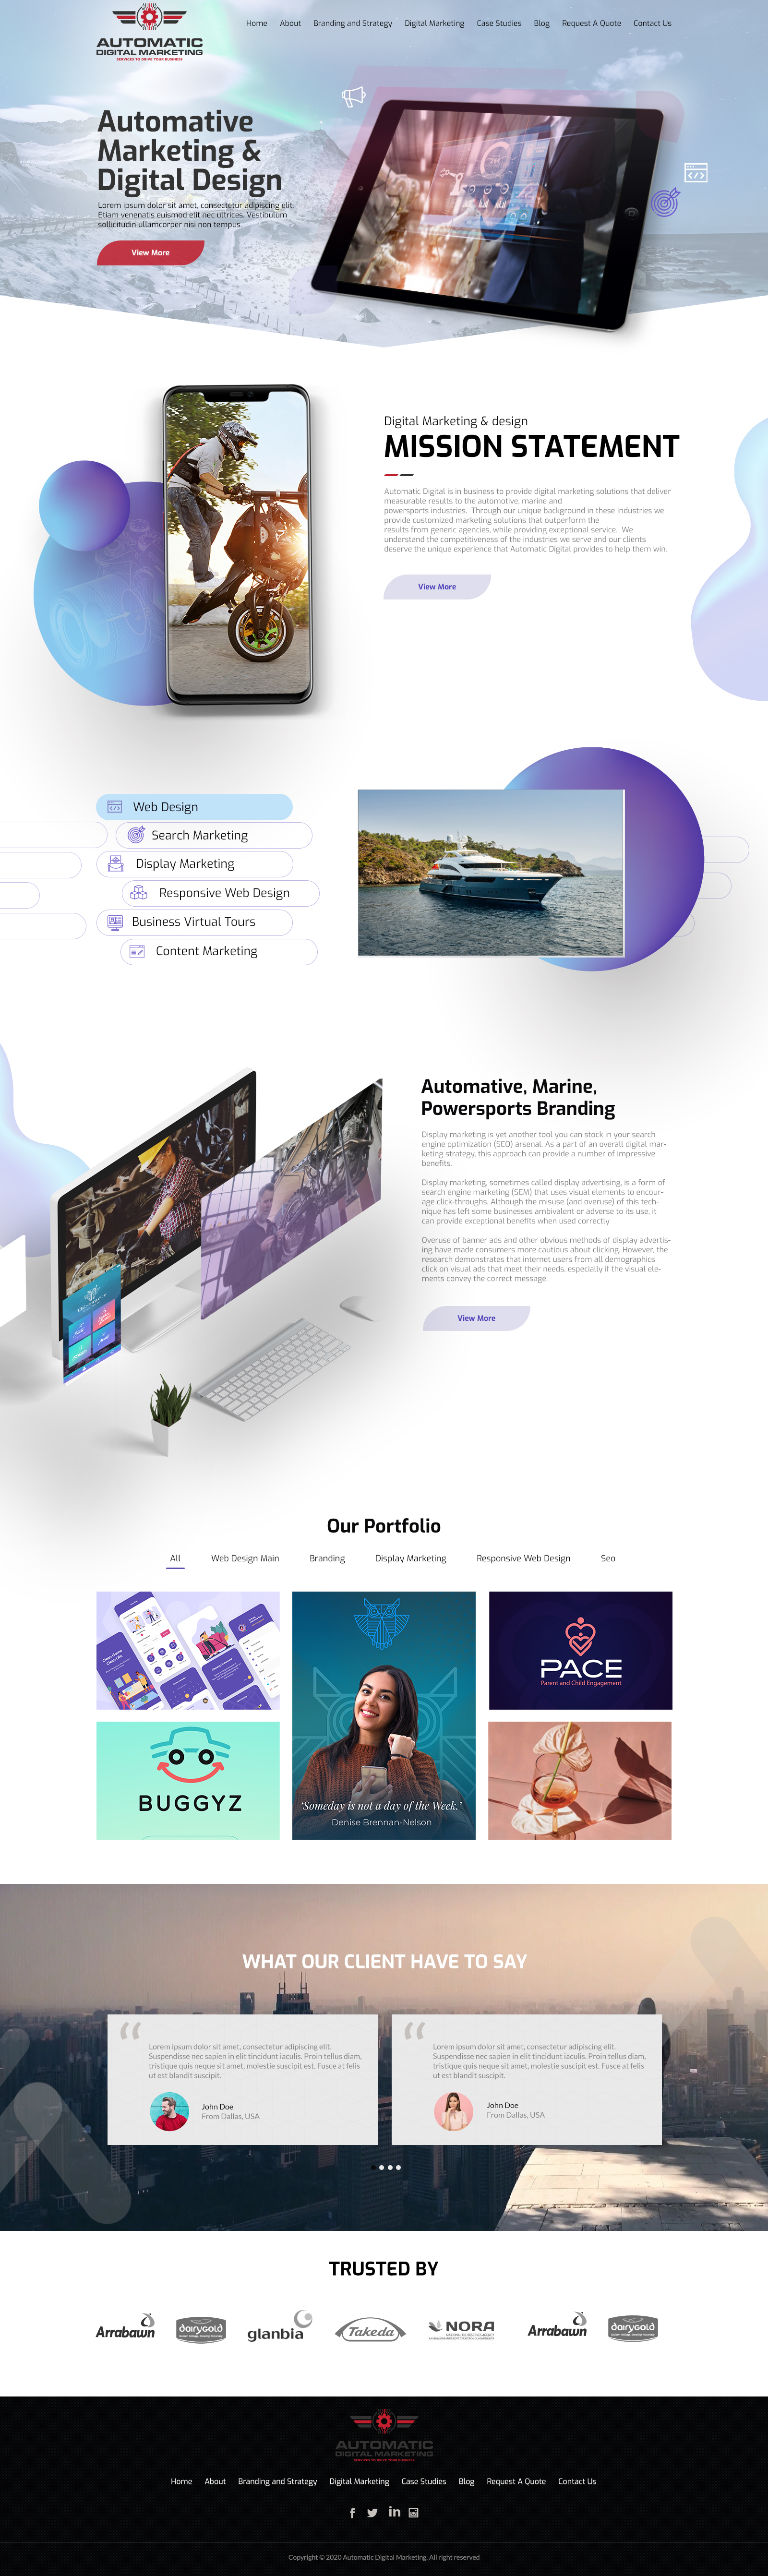 AUTOMATIC
DIGITAL MARKETING
SERVICES TO DRIVE YOUR BUSINESS
Home About Branding and Strategy Digital Marketing Case Studies Blog Request A Quote Contact Us
Automative
Marketing &
Digital Design
Lorem ipsum dolor sit amet, consectetur adipiscing elit.
Etiam venenatis euismod elit nec ultrices. Vestibulum
sollicitudin ullamcorper nisi non tempus.
View More
Digital Marketing & design
MISSION STATEMENT
Automatic Digital is in business to provide digital marketing solutions that deliver
measurable results to the automotive, marine and
powersports industries. Through our unique background in these industries we
provide customized marketing solutions that outperform the
results from generic agencies, while providing exceptional service. We
understand the competitiveness of the industries we serve and our clients
deserve the unique experience that Automatic Digital provides to help them win.
View More
Web Design
Search Marketing
Display Marketing
Responsive Web Design
Business Virtual Tours
Content Marketing
Automative, Marine,
Powersports Branding
Display marketing is yet another tool you can stock in your search
engine optimization (SEO) arsenal. As a part of an overall digital mar-
keting strategy, this approach can provide a number of impressive
benefits.
Display marketing, sometimes called display advertising, is a form of
search engine marketing (SEM) that uses visual elements to encour-
age click-throughs. Although the misuse (and overuse) of this tech-
nique has left some businesses ambivalent or adverse to its use, it
can provide exceptional benefits when used correctly
Overuse of banner ads and other obvious methods of display advertis-
ing have made consumers more cautious about clicking. However, the
research demonstrates that internet users from all demographics
click on visual ads that meet their needs, especially if the visual ele-
ments convey the correct message.
View More
Our Portfolio
All Web Design Main Branding Display Marketing Responsive Web Design Seo
PACE
Parent and Child Engagement
BUGGYZ
‘Someday is not a day of the Week.’
Denise Brennan-Nelson
WHAT OUR CLIENT HAVE TO SAY
Lorem ipsum dolor sit amet, consectetur adipiscing elit.
Suspendisse nec sapien in elit tincidunt iaculis. Proin tellus diam,
tristique quis neque sit amet, molestie suscipit est. Fusce at felis
ut est blandit suscipit.
John Doe
From Dallas, USA
Lorem ipsum dolor sit amet, consectetur adipiscing elit.
Suspendisse nec sapien in elit tincidunt iaculis. Proin tellus diam,
tristique quis neque sit amet, molestie suscipit est. Fusce at felis
ut est blandit suscipit.
John Doe
From Dallas, USA
TRUSTED BY
Arrabawn dairygold glanbia Takeda NORA Arrabawn dairygold
AUTOMATIC
DIGITAL MARKETING
SERVICES TO DRIVE YOUR BUSINESS
Home About Branding and Strategy Digital Marketing Case Studies Blog Request A Quote Contact Us
Copyright © 2020 Automatic Digital Marketing, All right reserved